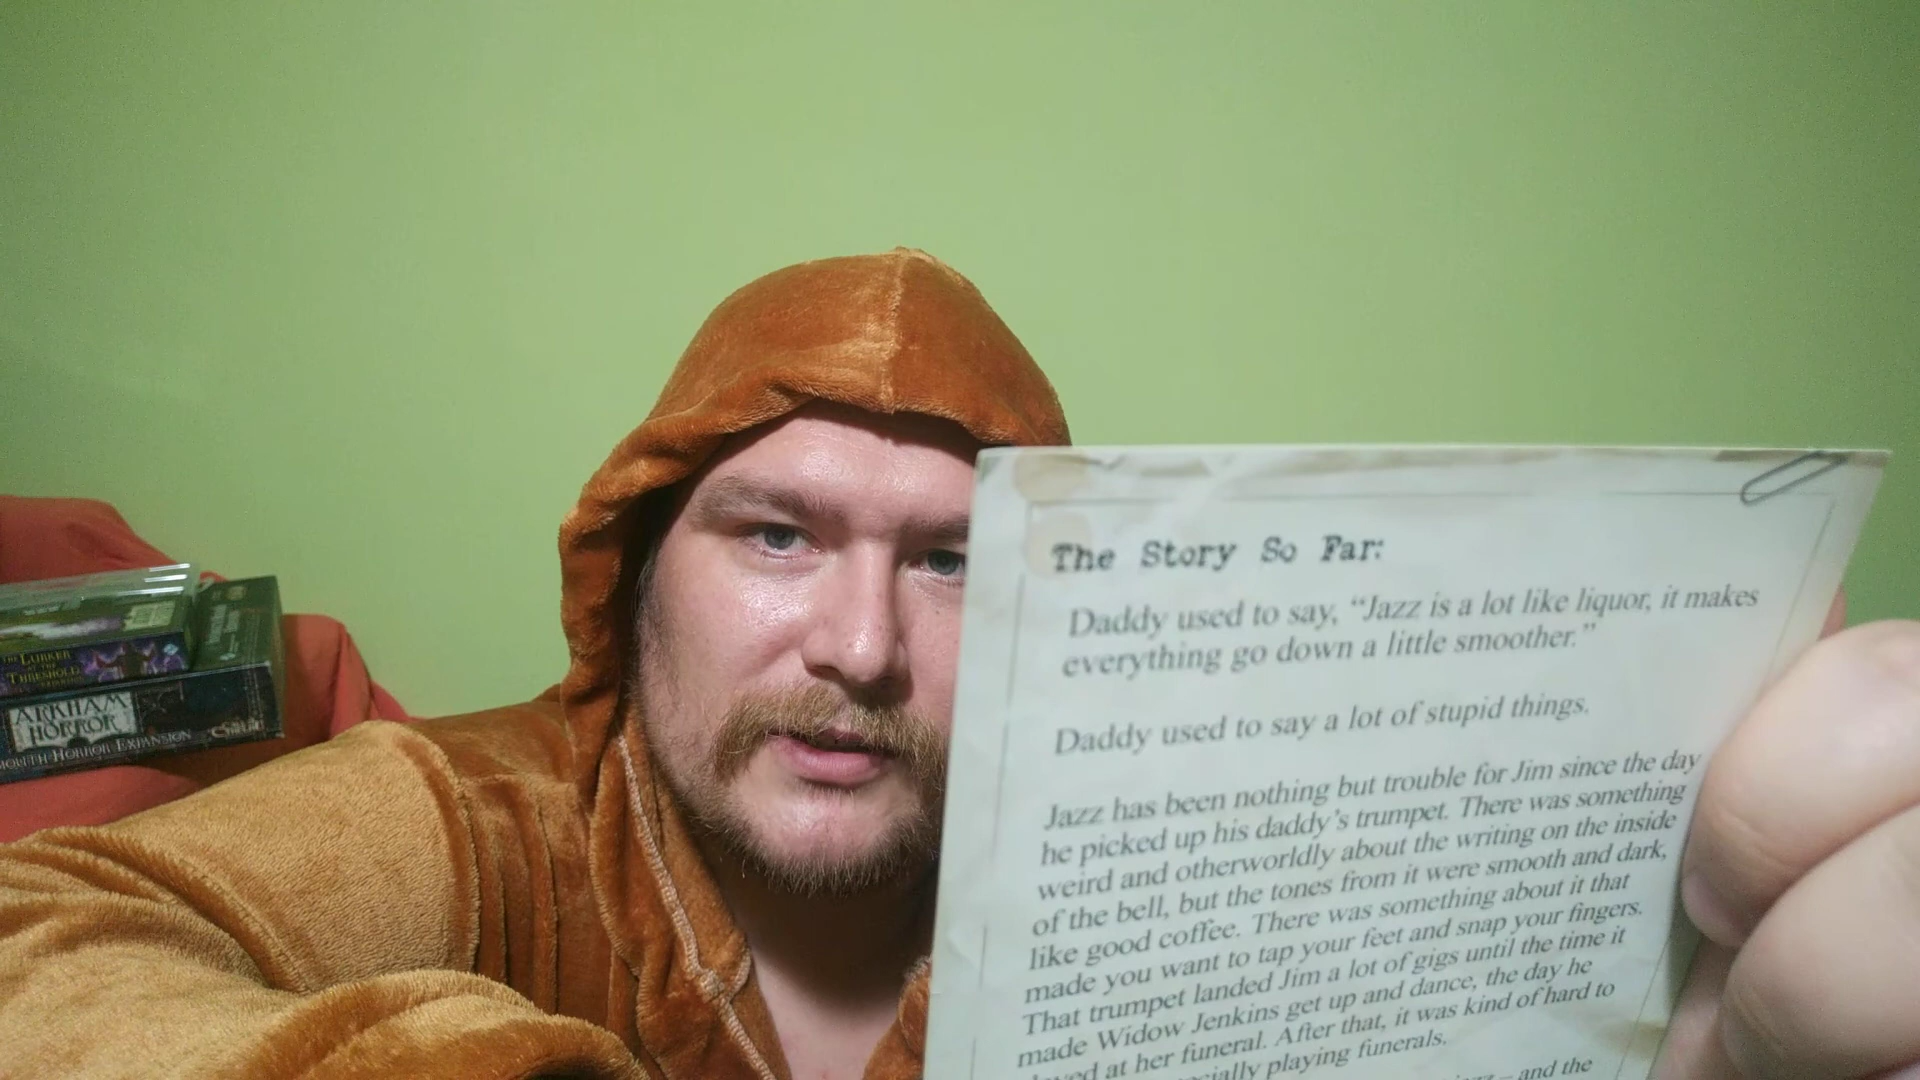 The Story So Far:
Daddy used to say, “Jazz is a lot like liquor, it makes
everything go down a little smoother.”
Daddy used to say a lot of stupid things.
Jazz has been nothing but trouble for Jim since the day
he picked up his daddy’s trumpet. There was something
weird and otherworldly about the writing on the inside
of the bell, but the tones from it were smooth and dark,
like good coffee. There was something about it that
made you want to tap your feet and snap your fingers.
That trumpet landed Jim a lot of gigs until the time it
made Widow Jenkins get up and dance, the day he
at her funeral. After that, it was kind of hard to
playing funerals.
and the
THE LURKER
AT THE
THRESHOLD
ARKHAM
HORROR
HORROR EXPANSION